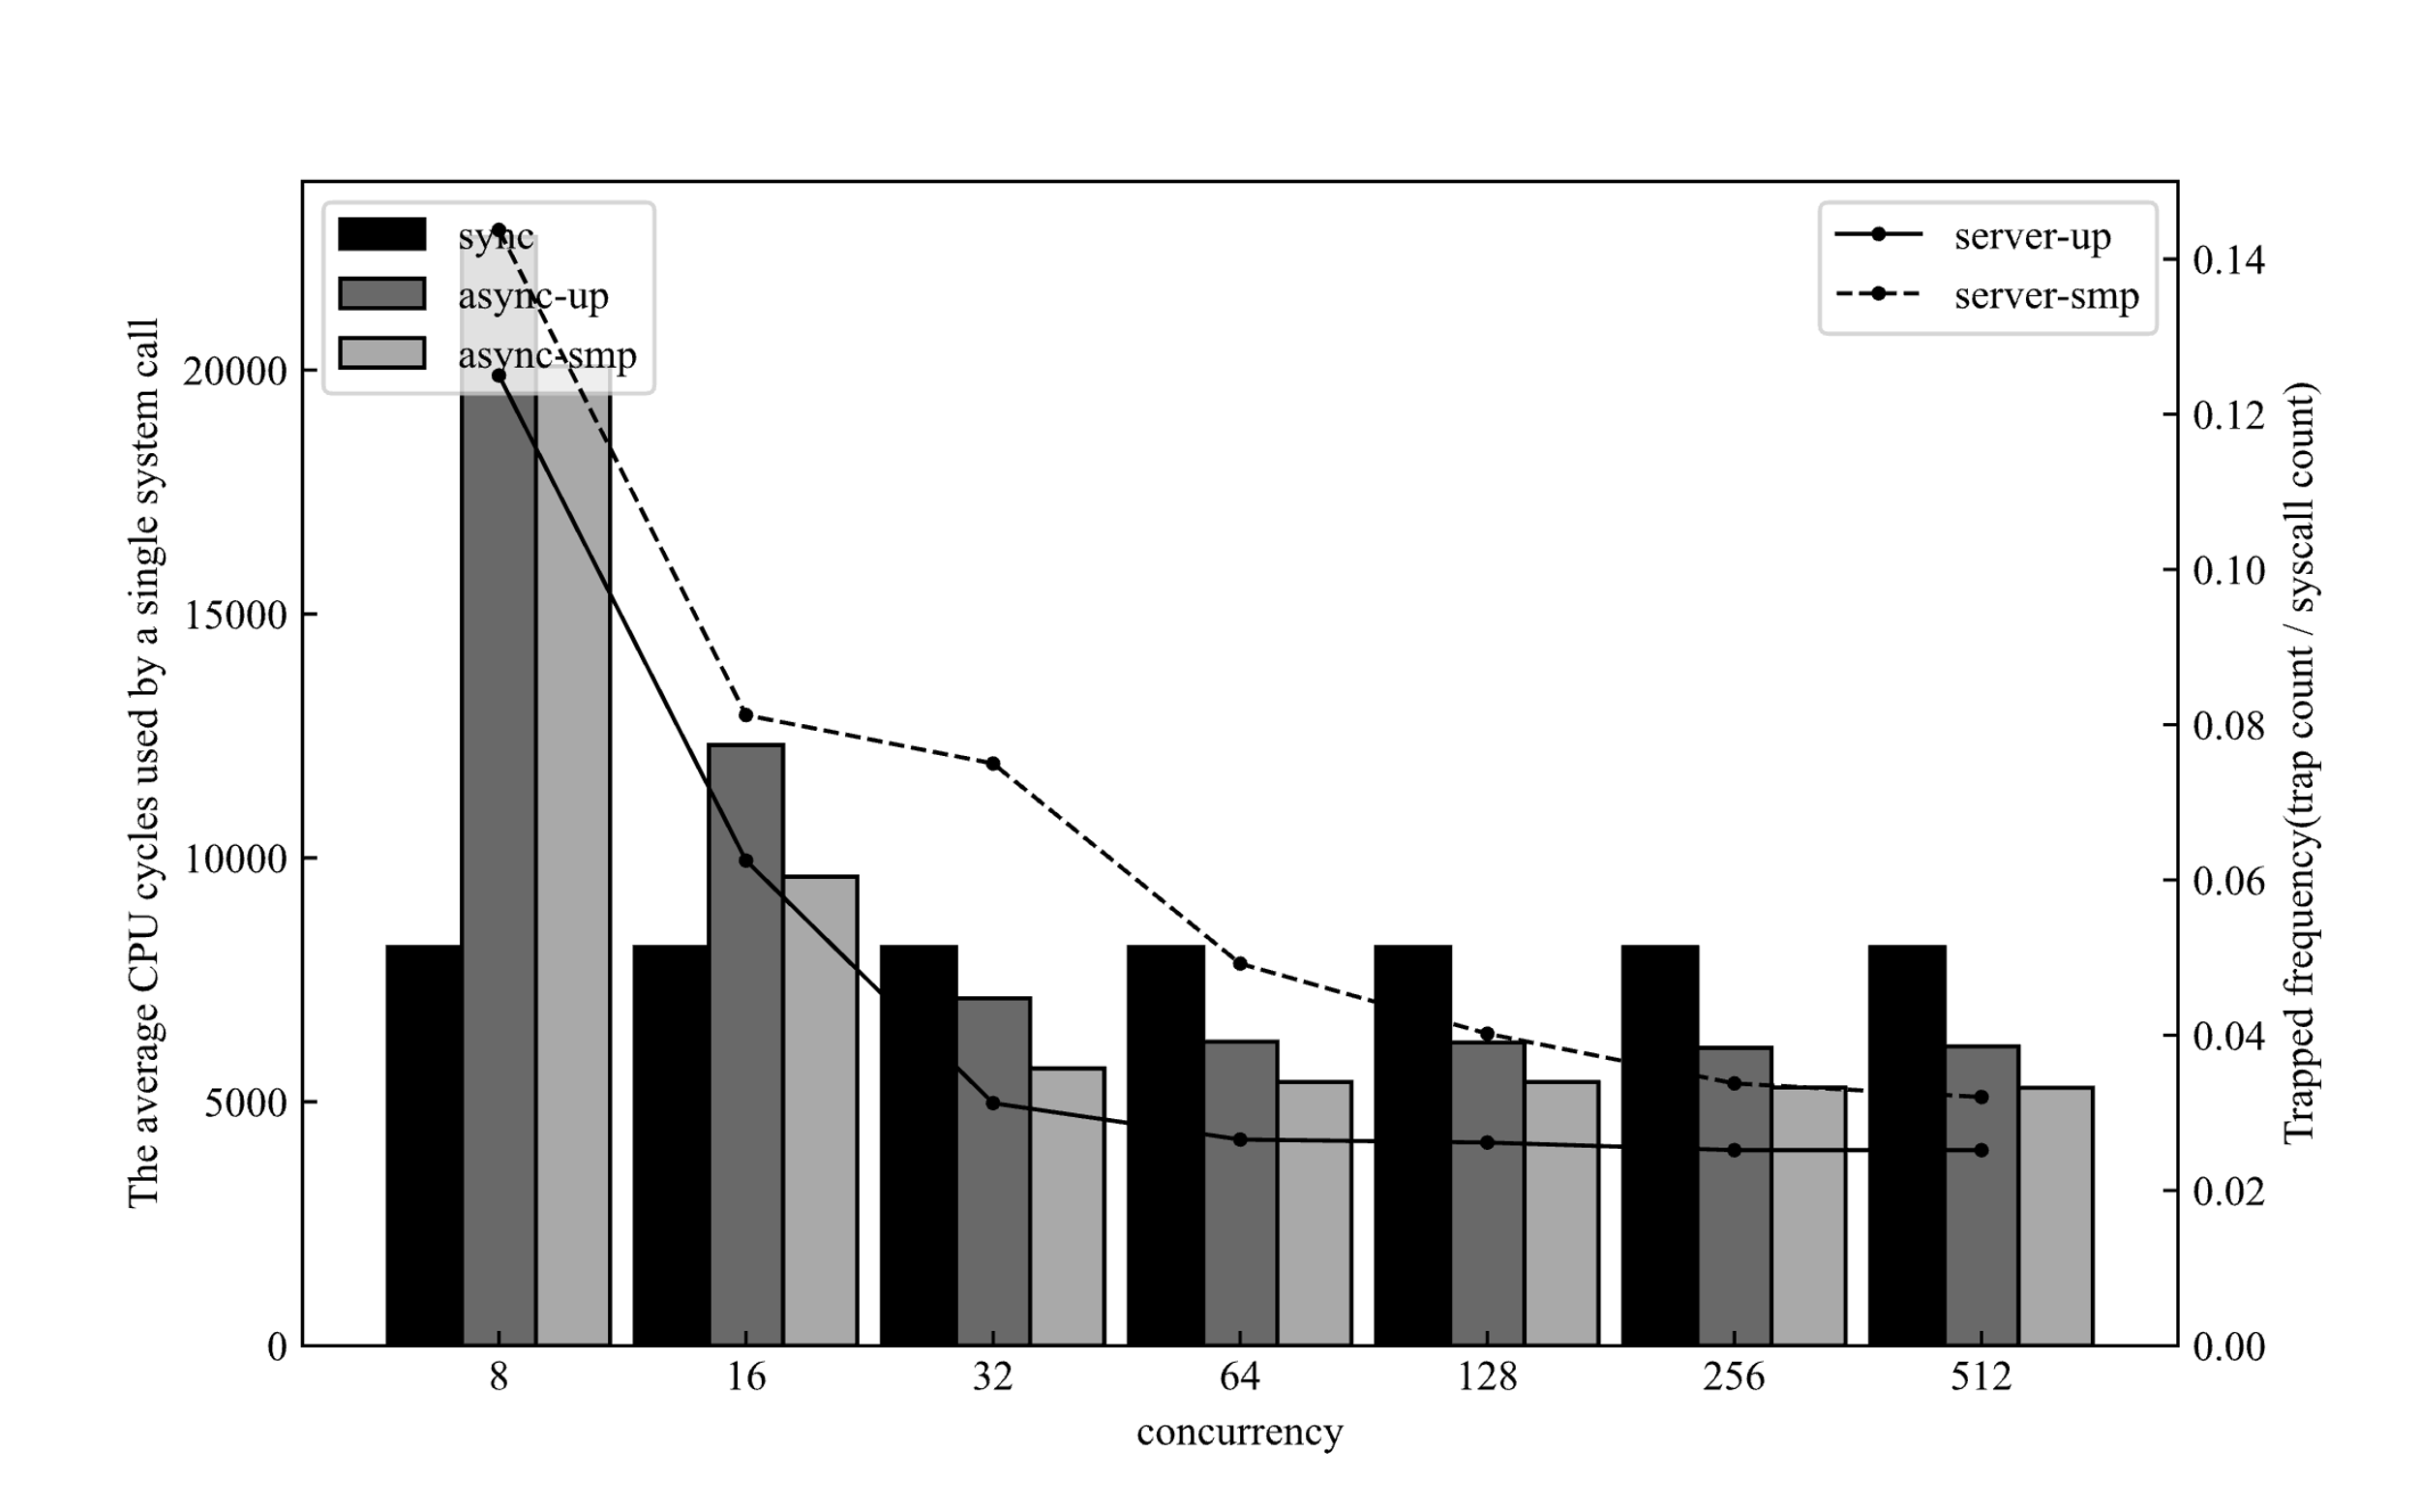 sync
async-up
async-smp
server-up
server-smp
The average CPU cycles used by a single system call
20000
15000
10000
5000
0
0.14
0.12
0.10
0.08
0.06
0.04
0.02
0.00
Trapped frequency(trap count / syscall count)
8 16 32 64 128 256 512
concurrency